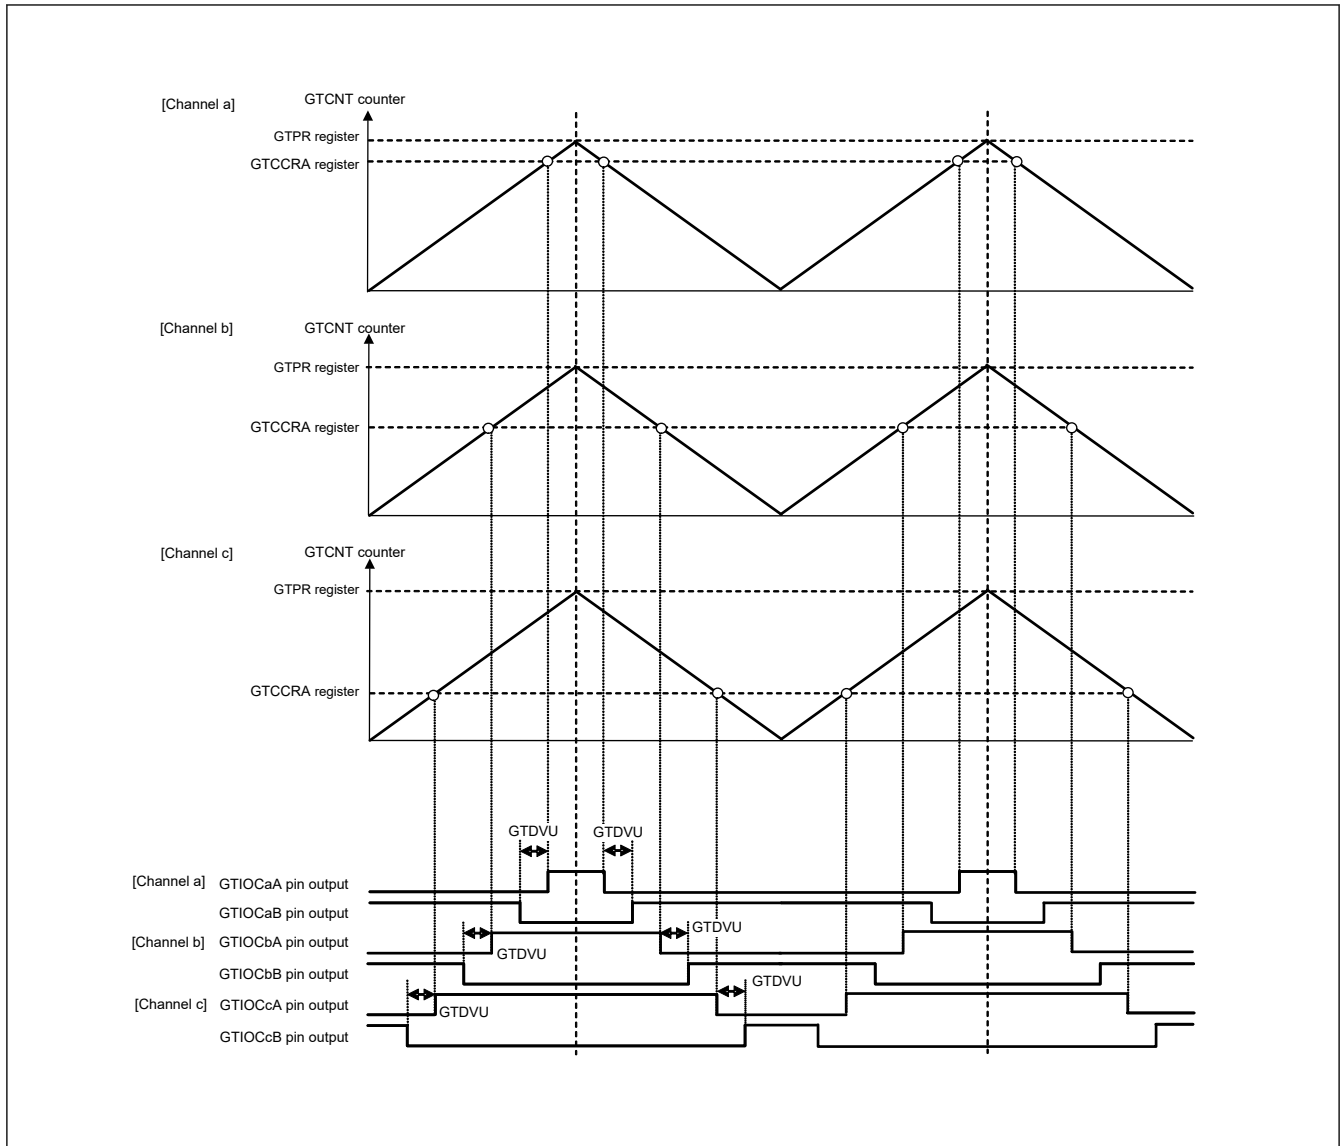 [Channel a]
GTCNT counter
GTPR register
GTCCRA register
[Channel b]
GTCNT counter
GTPR register
GTCCRA register
[Channel c]
GTCNT counter
GTPR register
GTCCRA register
GTDVU GTDVU
[Channel a] GTIOCaA pin output
GTIOCaB pin output
GTDVU
[Channel b] GTIOCbA pin output
GTDVU
GTIOCbB pin output
GTDVU
[Channel c] GTIOCcA pin output
GTDVU
GTIOCcB pin output